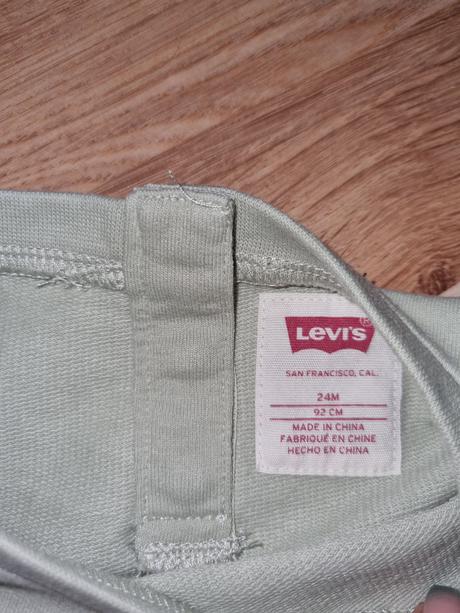 Levi's ®
SAN FRANCISCO, CAL.
24M
92 CM
MADE IN CHINA
FABRIQUÉ EN CHINE
HECHO EN CHINA